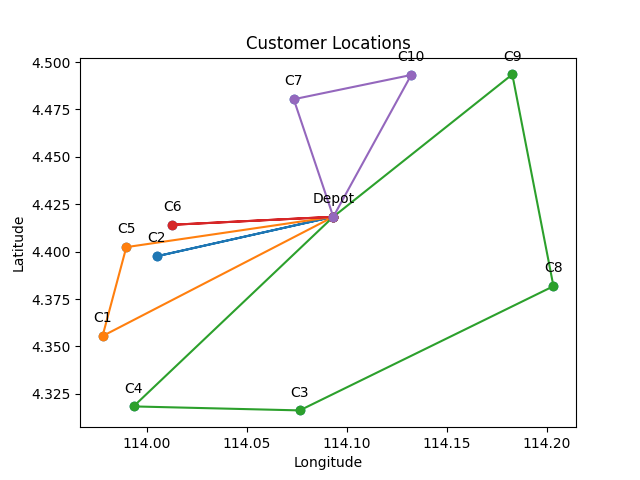 Customer Locations
4.500
4.475
4.450
4.425
4.400
4.375
4.350
4.325
Latitude
C10
C9
C7
Depot
C6
C5
C2
C8
C1
C4
C3
114.00
114.05
114.10
114.15
114.20
Longitude